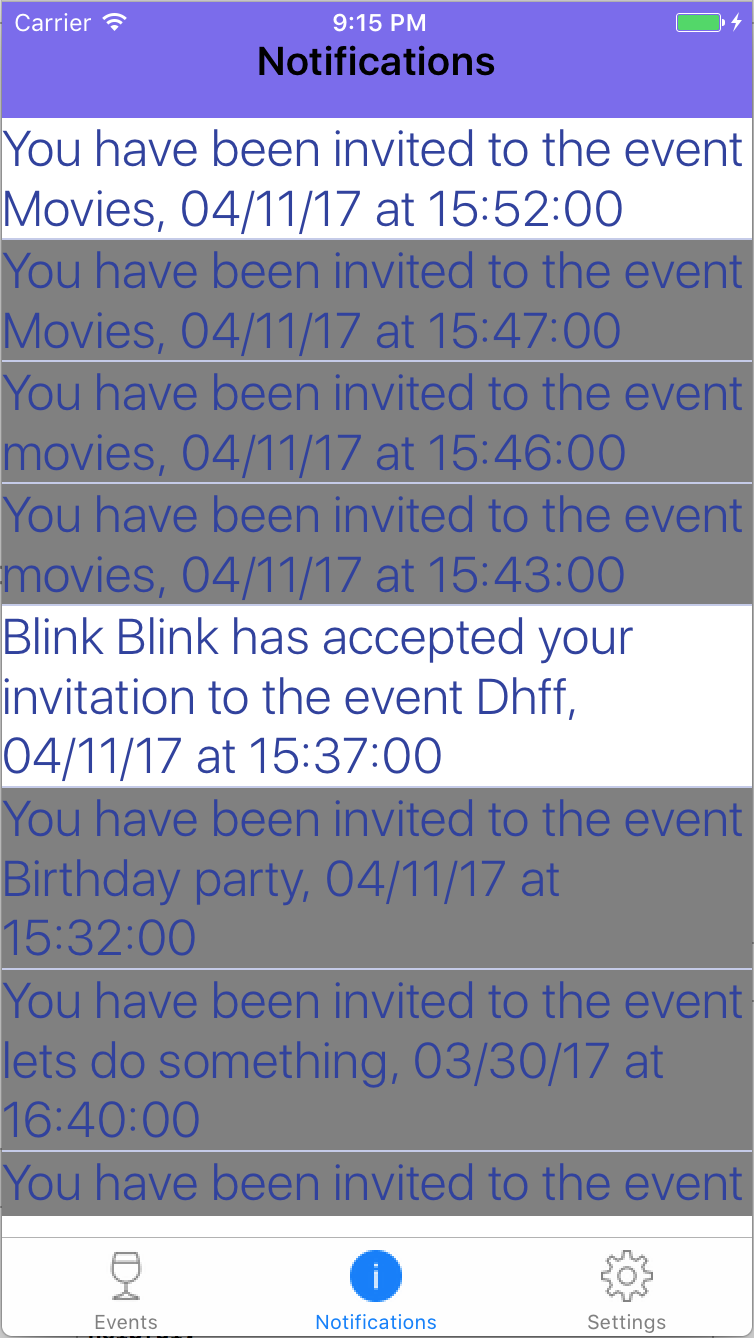 Carrier 9:15 PM
Notifications
You have been invited to the event
Movies, 04/11/17 at 15:52:00
You have been invited to the event
Movies, 04/11/17 at 15:47:00
You have been invited to the event
movies, 04/11/17 at 15:46:00
You have been invited to the event
movies, 04/11/17 at 15:43:00
Blink Blink has accepted your
invitation to the event Dhff,
04/11/17 at 15:37:00
You have been invited to the event
Birthday party, 04/11/17 at
15:32:00
You have been invited to the event
lets do something, 03/30/17 at
16:40:00
You have been invited to the event
Events Notifications Settings